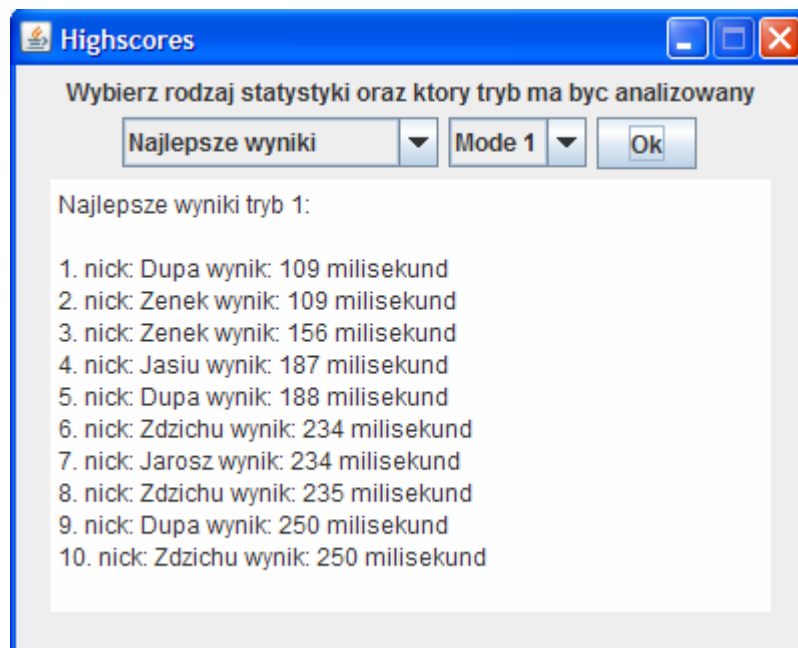 Highscores
Wybierz rodzaj statystyki oraz ktory tryb ma byc analizowany
Najlepsze wyniki Mode 1 Ok
Najlepsze wyniki tryb 1:
1. nick: Dupa wynik: 109 milisekund
2. nick: Zenek wynik: 109 milisekund
3. nick: Zenek wynik: 156 milisekund
4. nick: Jasiu wynik: 187 milisekund
5. nick: Dupa wynik: 188 milisekund
6. nick: Zdzichu wynik: 234 milisekund
7. nick: Jarosz wynik: 234 milisekund
8. nick: Zdzichu wynik: 235 milisekund
9. nick: Dupa wynik: 250 milisekund
10. nick: Zdzichu wynik: 250 milisekund